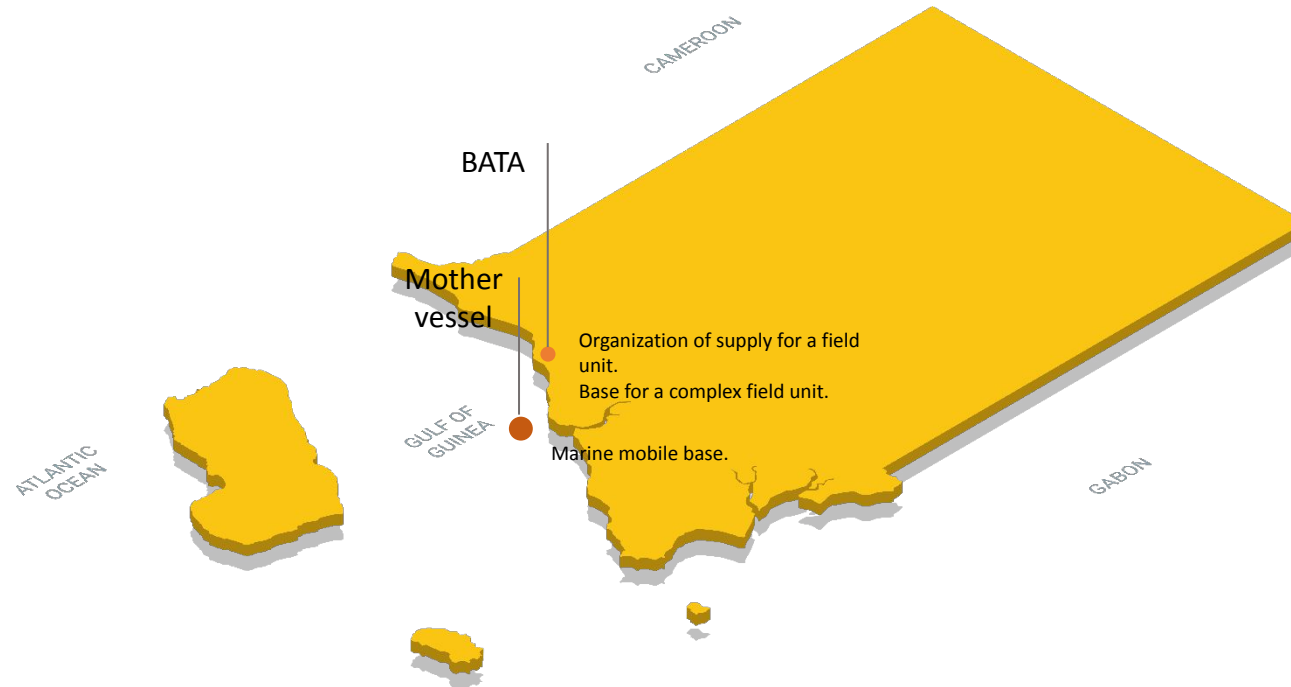 CAMEROON
BATA
Mother
vessel
Organization of supply for a field
unit.
Base for a complex field unit.
GULF OF
GUINEA
Marine mobile base.
ATLANTIC
OCEAN
GABON